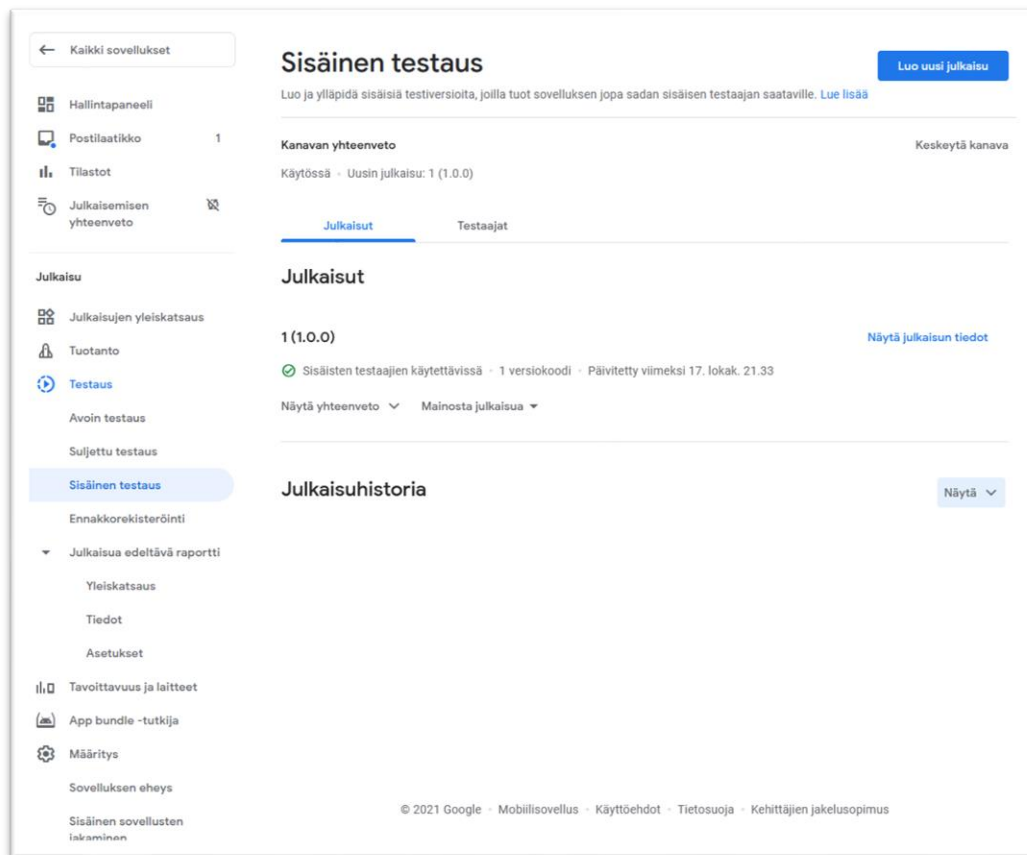 Kaikki sovellukset
Hallintapaneeli
Postilaatikko 1
Tilastot
Julkaisemisen
yhteenveto
Julkaisu
Julkaisujen yleiskatsaus
Tuotanto
Testaus
Avoin testaus
Suljettu testaus
Sisäinen testaus
Ennakkorekisteröinti
Julkaisua edeltävä raportti
Yleiskatsaus
Tiedot
Asetukset
Tavoittavuus ja laitteet
App bundle -tutkija
Määritys
Sovelluksen eheys
Sisäinen sovellusten
jakaminen
Sisäinen testaus
Luo uusi julkaisu
Luo ja ylläpidä sisäisiä testiversioita, joilla tuot sovelluksen jopa sadan sisäisen testaajan saataville. Lue lisää
Kanavan yhteenveto
Keskeytä kanava
Käytössä · Uusin julkaisu: 1 (1.0.0)
Julkaisut Testaajat
Julkaisut
1 (1.0.0)
Näytä julkaisun tiedot
Sisäisten testaajien käytettävissä · 1 versiokoodi · Päivitetty viimeksi 17. lokak. 21.33
Näytä yhteenveto Mainosta julkaisua
Julkaisuhistoria
Näytä
© 2021 Google · Mobiilisovellus · Käyttöehdot · Tietosuoja · Kehittäjien jakelusopimus